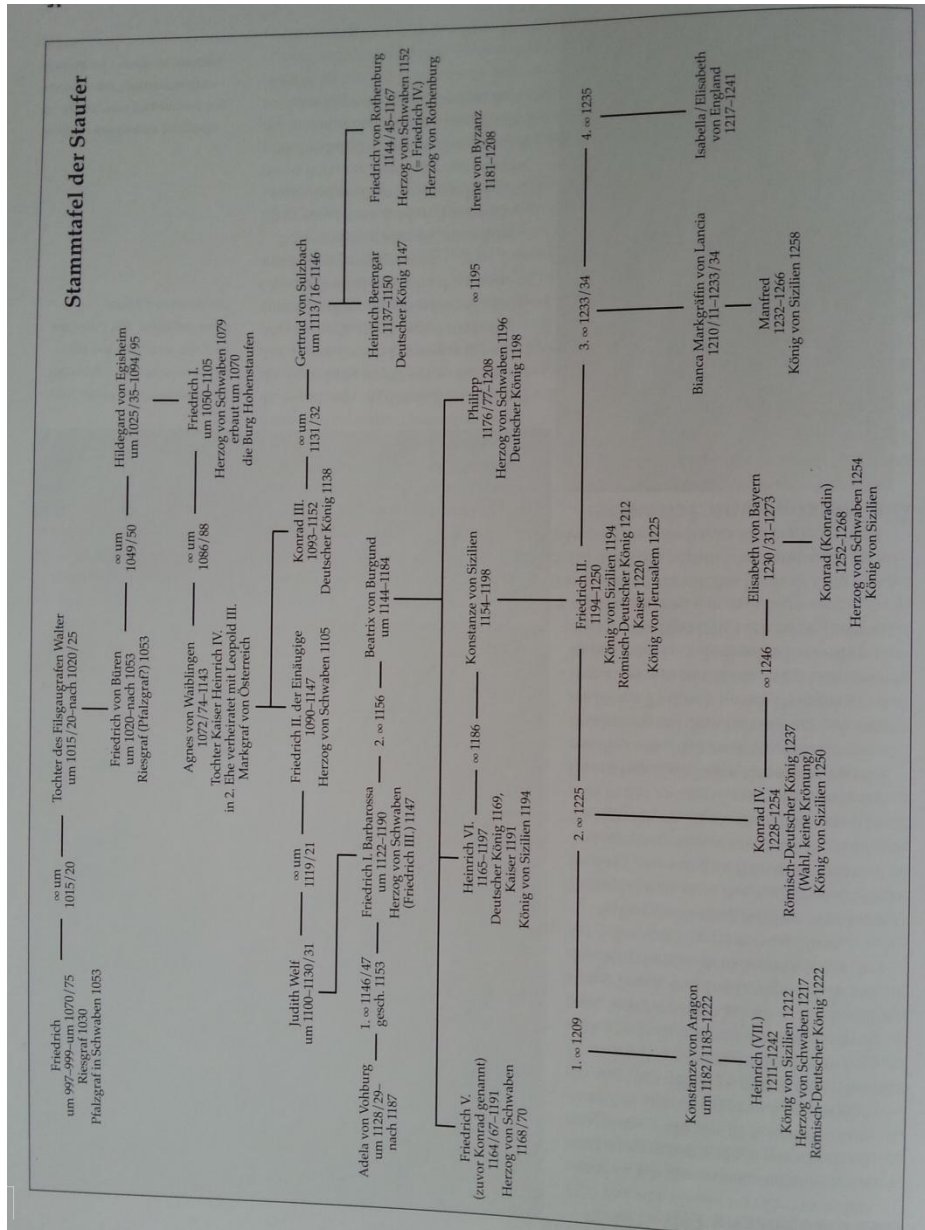 Stammtafel der Staufer
Friedrich
um 997–999–um 1070/75
Riesgraf 1030
Pfalzgraf in Schwaben 1053
∞ um
1015/20
Tochter des Filsgaugrafen Walter
um 1015/20–nach 1020/25
Friedrich von Büren
um 1020–nach 1053
Riesgraf (Pfalzgraf?) 1053
∞ um
1049/50
Hildegard von Egisheim
um 1025/35–1094/95
Agnes von Waiblingen
1072/74–1143
Tochter Kaiser Heinrich IV.
in 2. Ehe verheiratet mit Leopold III.
Markgraf von Österreich
∞ um
1086/88
Friedrich I.
um 1050–1105
Herzog von Schwaben 1079
erbaut um 1070
die Burg Hohenstaufen
Judith Welf
um 1100–1130/31
∞ um
1119/21
Friedrich II. der Einäugige
1090–1147
Herzog von Schwaben 1105
Konrad III.
1093–1152
Deutscher König 1138
∞ um
1131/32
Gertrud von Sulzbach
um 1113/16–1146
Adela von Vohburg
um 1128/29–
nach 1187
1. ∞ 1146/47
gesch. 1153
Friedrich I. Barbarossa
um 1122–1190
Herzog von Schwaben
(Friedrich III.) 1147
2. ∞ 1156
Beatrix von Burgund
um 1144–1184
Heinrich Berengar
1137–1150
Deutscher König 1147
Friedrich von Rothenburg
1144/45–1167
Herzog von Schwaben 1152
(= Friedrich IV.)
Herzog von Rothenburg
Friedrich V.
(zuvor Konrad genannt)
1164/67–1191
Herzog von Schwaben
1168/70
Heinrich VI.
1165–1197
Deutscher König 1169,
Kaiser 1191
König von Sizilien 1194
∞ 1186
Konstanze von Sizilien
1154–1198
Philipp
1176/77–1208
Herzog von Schwaben 1196
Deutscher König 1198
∞ 1195
Irene von Byzanz
1181–1208
1. ∞ 1209
2. ∞ 1225
Friedrich II.
1194–1250
König von Sizilien 1194
Römisch-Deutscher König 1212
Kaiser 1220
König von Jerusalem 1225
3. ∞ 1233/34
4. ∞ 1235
Konstanze von Aragon
um 1182/1183–1222
Bianca Markgräfin von Lancia
1210/11–1233/34
Isabella/Elisabeth
von England
1217–1241
Heinrich (VII.)
1211–1242
König von Sizilien 1212
Herzog von Schwaben 1217
Römisch-Deutscher König 1222
Konrad IV.
1228–1254
Römisch-Deutscher König 1237
(Wahl, keine Krönung)
König von Sizilien 1250
∞ 1246
Elisabeth von Bayern
1230/31–1273
Manfred
1232–1266
König von Sizilien 1258
Konrad (Konradin)
1252–1268
Herzog von Schwaben 1254
König von Sizilien